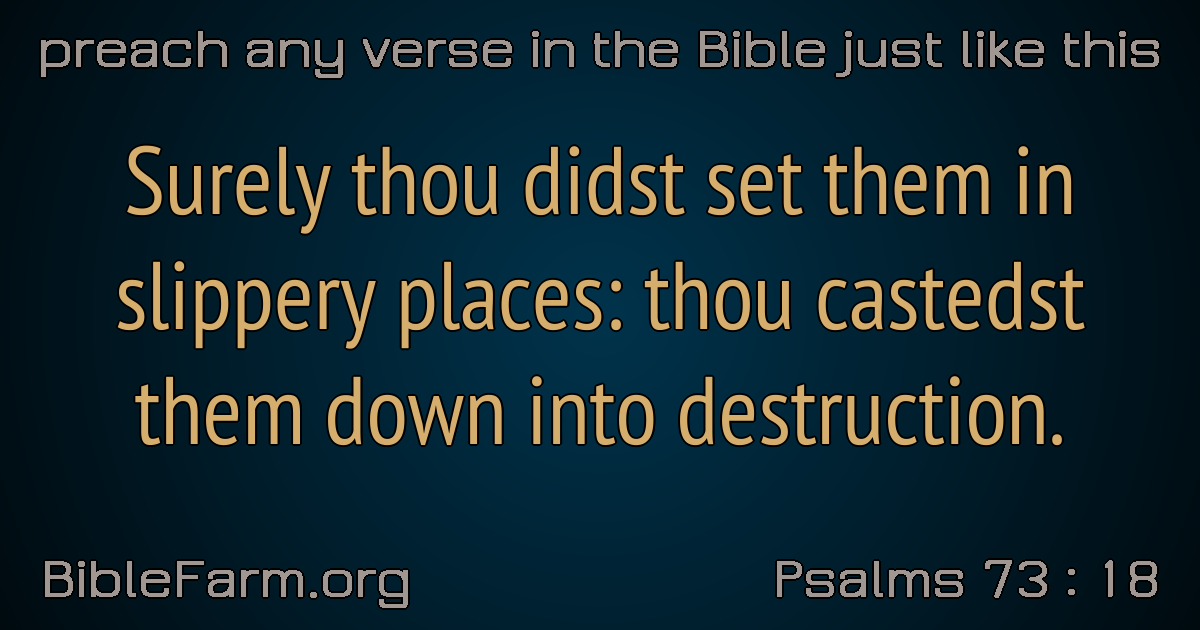 preach any verse in the Bible just like this
Surely thou didst set them in
slippery places: thou castedst
them down into destruction.
BibleFarm.org
Psalms 73 : 18